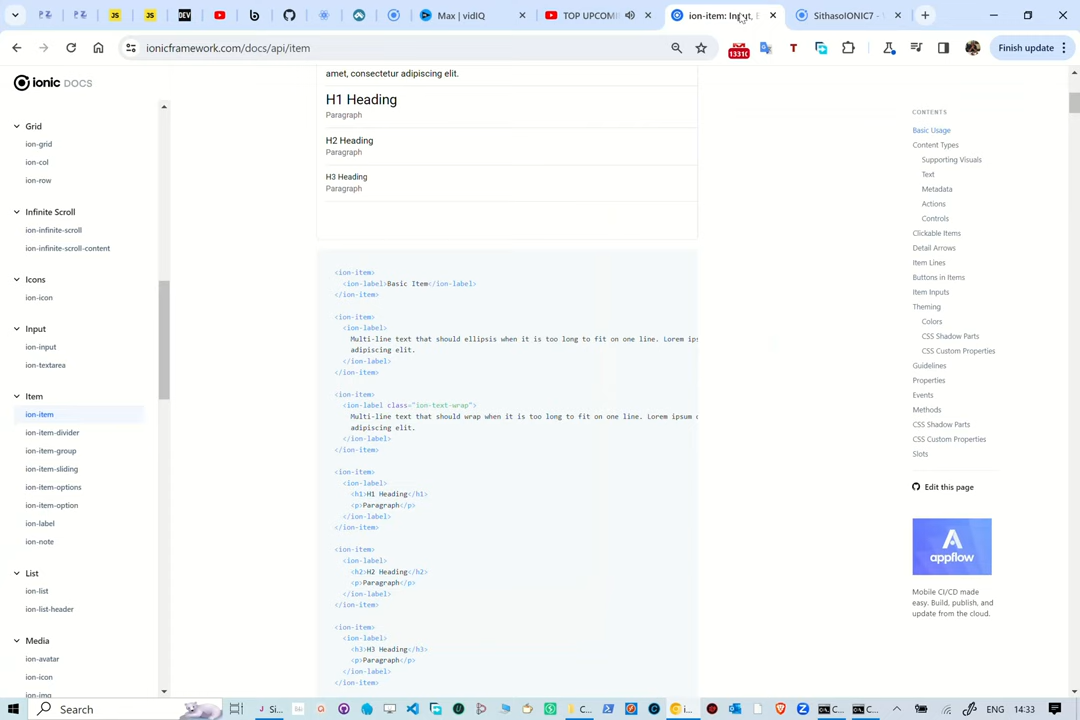 Max | vidIQ
TOP UPCOMI
ion-item: Input, E
SithasoIONIC7 -
ionicframework.com/docs/api/item
1331
T
Finish update
ionic DOCS
Grid
ion-grid
ion-col
ion-row
Infinite Scroll
ion-infinite-scroll
ion-infinite-scroll-content
Icons
ion-icon
Input
ion-input
ion-textarea
Item
ion-item
ion-item-divider
ion-item-group
ion-item-sliding
ion-item-options
ion-item-option
ion-label
ion-note
List
ion-list
ion-list-header
Media
ion-avatar
ion-icon
ion-img
amet, consectetur adipiscing elit.
H1 Heading
Paragraph
H2 Heading
Paragraph
H3 Heading
Paragraph
<ion-item>
<ion-label>Basic Item</ion-label>
</ion-item>
<ion-item>
<ion-label>
Multi-line text that should ellipsis when it is too long to fit on one line. Lorem ips
adipiscing elit.
</ion-label>
</ion-item>
<ion-item>
<ion-label class="ion-text-wrap">
Multi-line text that should wrap when it is too long to fit on one line. Lorem ipsum
adipiscing elit.
</ion-label>
</ion-item>
<ion-item>
<ion-label>
<h1>H1 Heading</h1>
<p>Paragraph</p>
</ion-label>
</ion-item>
<ion-item>
<ion-label>
<h2>H2 Heading</h2>
<p>Paragraph</p>
</ion-label>
</ion-item>
<ion-item>
<ion-label>
<h3>H3 Heading</h3>
<p>Paragraph</p>
</ion-label>
</ion-item>
CONTENTS
Basic Usage
Content Types
Supporting Visuals
Text
Metadata
Actions
Controls
Clickable Items
Detail Arrows
Item Lines
Buttons in Items
Item Inputs
Theming
Colors
CSS Shadow Parts
CSS Custom Properties
Guidelines
Properties
Events
Methods
CSS Shadow Parts
CSS Custom Properties
Slots
Edit this page
appflow
Mobile CI/CD made
easy. Build, publish, and
update from the cloud.
Search
ENG
14:33